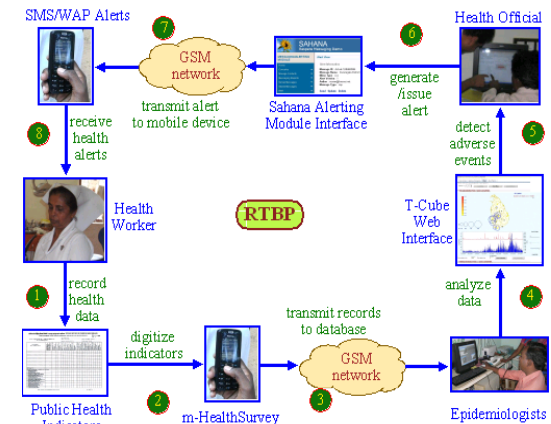 SMS/WAP Alerts
7
GSM
network
transmit alert
to mobile device
SAHANA
Sahana Alerting
Module Interface
6
generate
/issue
alert
Health Official
8
receive
health
alerts
detect
adverse
events
5
Health
Worker
RTBP
T-Cube
Web
Interface
1
record
health
data
analyze
data
4
digitize
indicators
2
transmit records
to database
GSM
network
3
Public Health
Indicators
m-HealthSurvey
Epidemiologists